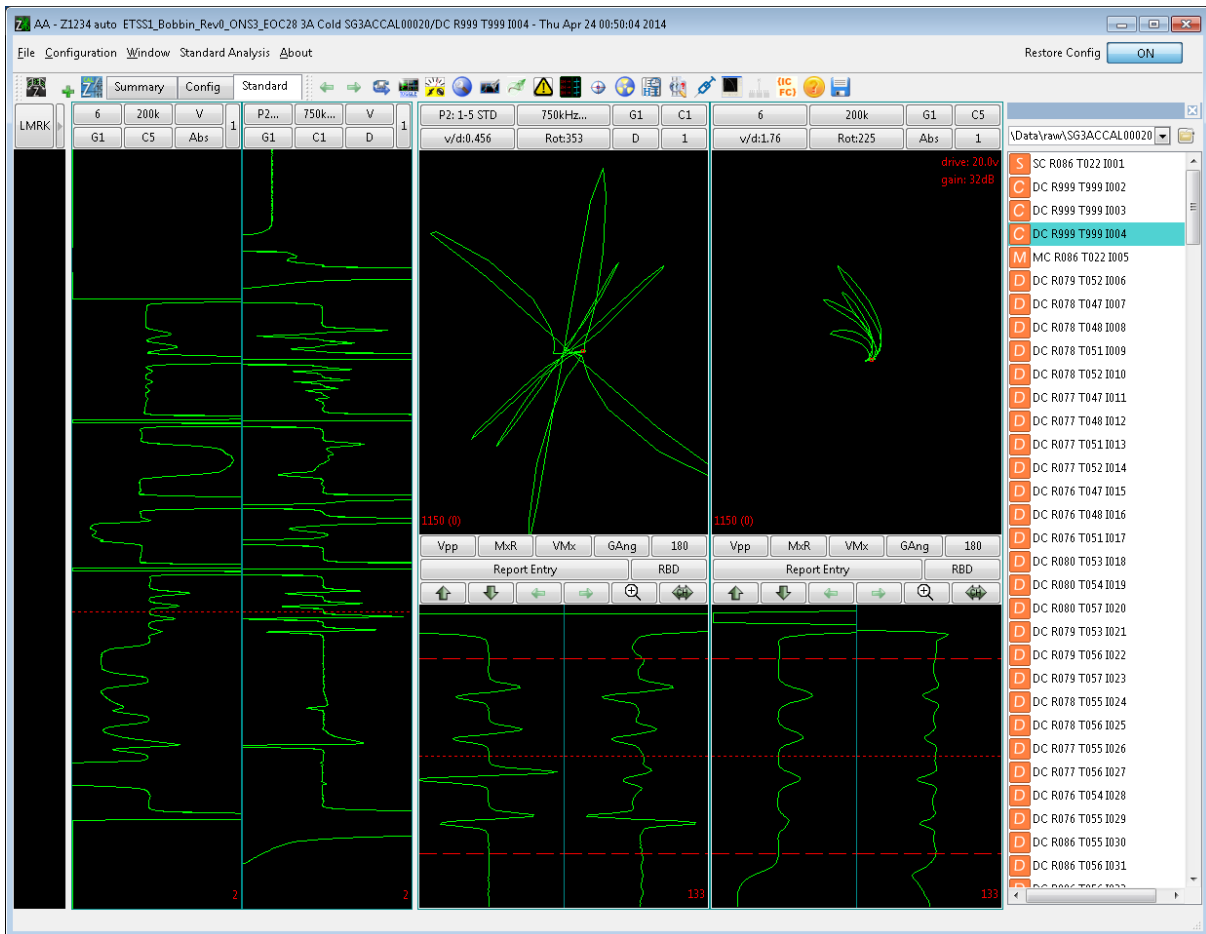 AA - Z1234 auto ETSS1_Bobbin_Rev0_ONS3_EOC28 3A Cold SG3ACCAL00020/DC R999 T999 I004 - Thu Apr 24 00:50:04 2014
File Configuration Window Standard Analysis About
Restore Config ON
Summary Config Standard
(IC FC)
LMRK
6 200k V 1
G1 C5 Abs
P2... 750k... V 1
G1 C1 D
P2: 1-5 STD 750kHz... G1 C1
v/d:0.456 Rot:353 D 1
6 200k G1 C5
v/d:1.76 Rot:225 Abs 1
drive: 20.0v
gain: 32dB
1150 (0)
1150 (0)
Vpp MxR VMx GAng 180
Report Entry RBD
Vpp MxR VMx GAng 180
Report Entry RBD
2
2
133
133
\Data\raw\SG3ACCAL00020
S SC R086 T022 I001
C DC R999 T999 I002
C DC R999 T999 I003
C DC R999 T999 I004
M MC R086 T022 I005
D DC R079 T052 I006
D DC R078 T047 I007
D DC R078 T048 I008
D DC R078 T051 I009
D DC R078 T052 I010
D DC R077 T047 I011
D DC R077 T048 I012
D DC R077 T051 I013
D DC R077 T052 I014
D DC R076 T047 I015
D DC R076 T048 I016
D DC R076 T051 I017
D DC R080 T053 I018
D DC R080 T054 I019
D DC R080 T057 I020
D DC R079 T053 I021
D DC R079 T056 I022
D DC R079 T057 I023
D DC R078 T055 I024
D DC R078 T056 I025
D DC R077 T055 I026
D DC R077 T056 I027
D DC R076 T054 I028
D DC R076 T055 I029
D DC R086 T055 I030
D DC R086 T056 I031